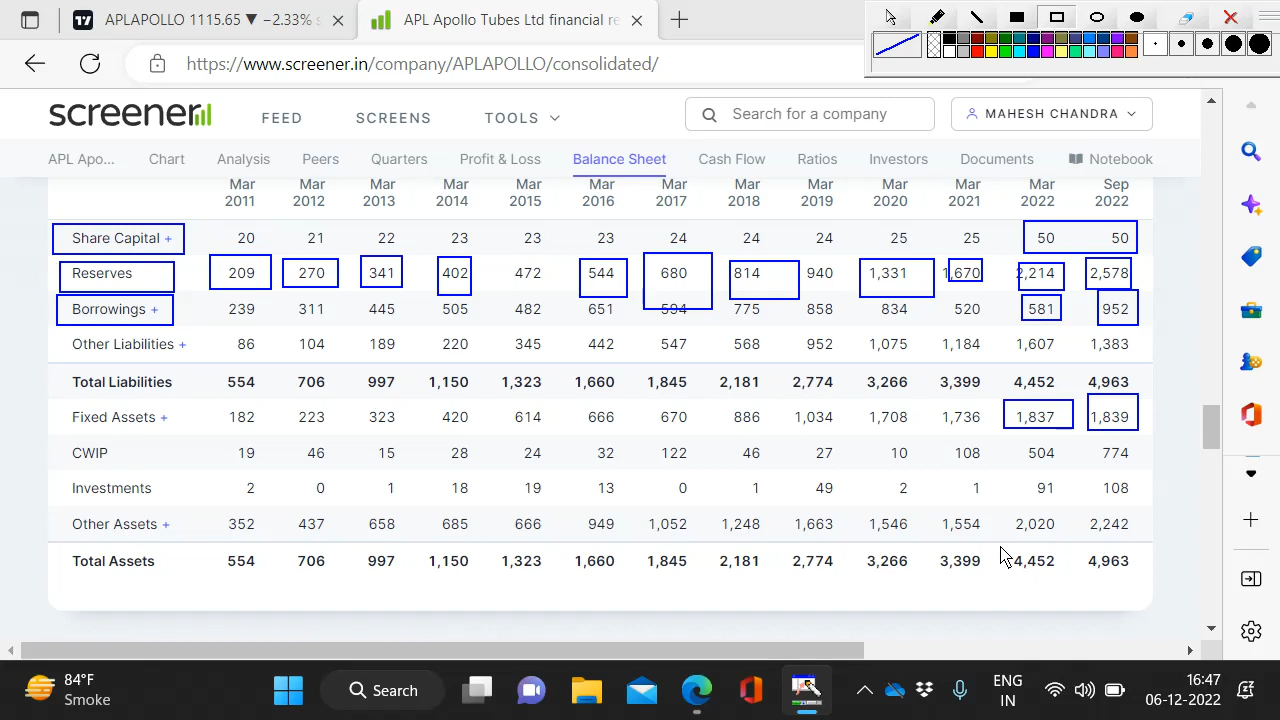 APLAPOLLO 1115.65 ▼ −2.33%
APL Apollo Tubes Ltd financial re
https://www.screener.in/company/APLAPOLLO/consolidated/
screener
FEED SCREENS TOOLS
Search for a company
MAHESH CHANDRA
APL Apo... Chart Analysis Peers Quarters Profit & Loss Balance Sheet Cash Flow Ratios Investors Documents Notebook
Mar Mar Mar Mar Mar Mar Mar Mar Mar Mar Mar Mar Sep
2011 2012 2013 2014 2015 2016 2017 2018 2019 2020 2021 2022 2022
Share Capital + 20 21 22 23 23 23 24 24 24 25 25 50 50
Reserves 209 270 341 402 472 544 680 814 940 1,331 1,670 2,214 2,578
Borrowings + 239 311 445 505 482 651 594 775 858 834 520 581 952
Other Liabilities + 86 104 189 220 345 442 547 568 952 1,075 1,184 1,607 1,383
Total Liabilities 554 706 997 1,150 1,323 1,660 1,845 2,181 2,774 3,266 3,399 4,452 4,963
Fixed Assets + 182 223 323 420 614 666 670 886 1,034 1,708 1,736 1,837 1,839
CWIP 19 46 15 28 24 32 122 46 27 10 108 504 774
Investments 2 0 1 18 19 13 0 1 49 2 1 91 108
Other Assets + 352 437 658 685 666 949 1,052 1,248 1,663 1,546 1,554 2,020 2,242
Total Assets 554 706 997 1,150 1,323 1,660 1,845 2,181 2,774 3,266 3,399 4,452 4,963
84°F
Smoke
Search
ENG
IN
16:47
06-12-2022